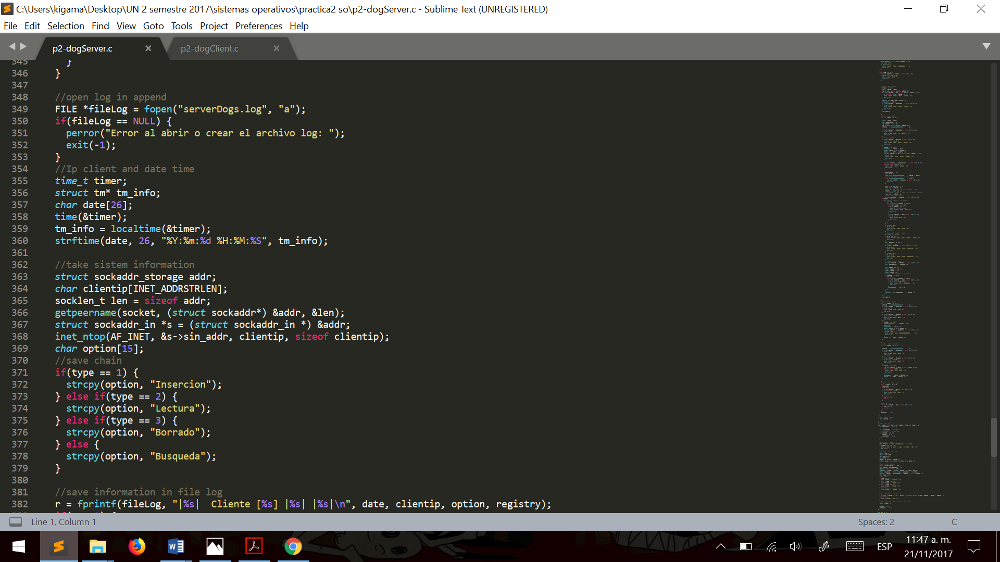 C:\Users\kigama\Desktop\UN 2 semestre 2017\sistemas operativos\practica2 so\p2-dogServer.c - Sublime Text (UNREGISTERED)
File Edit Selection Find View Goto Tools Project Preferences Help
p2-dogServer.c × p2-dogClient.c ×
345 }
346 }
347
348 //open log in append
349 FILE *fileLog = fopen("serverDogs.log", "a");
350 if(fileLog == NULL) {
351 perror("Error al abrir o crear el archivo log: ");
352 exit(-1);
353 }
354 //Ip client and date time
355 time_t timer;
356 struct tm* tm_info;
357 char date[26];
358 time(&timer);
359 tm_info = localtime(&timer);
360 strftime(date, 26, "%Y:%m:%d %H:%M:%S", tm_info);
361
362 //take sistem information
363 struct sockaddr_storage addr;
364 char clientip[INET_ADDRSTRLEN];
365 socklen_t len = sizeof addr;
366 getpeername(socket, (struct sockaddr*) &addr, &len);
367 struct sockaddr_in *s = (struct sockaddr_in *) &addr;
368 inet_ntop(AF_INET, &s->sin_addr, clientip, sizeof clientip);
369 char option[15];
370 //save chain
371 if(type == 1) {
372 strcpy(option, "Insercion");
373 } else if(type == 2) {
374 strcpy(option, "Lectura");
375 } else if(type == 3) {
376 strcpy(option, "Borrado");
377 } else {
378 strcpy(option, "Busqueda");
379 }
380
381 //save information in file log
382 r = fprintf(fileLog, "|%s|  Cliente [%s] |%s| |%s|\n", date, clientip, option, registry);
Line 1, Column 1 Spaces: 2 C
ESP 11:47 a. m.
21/11/2017